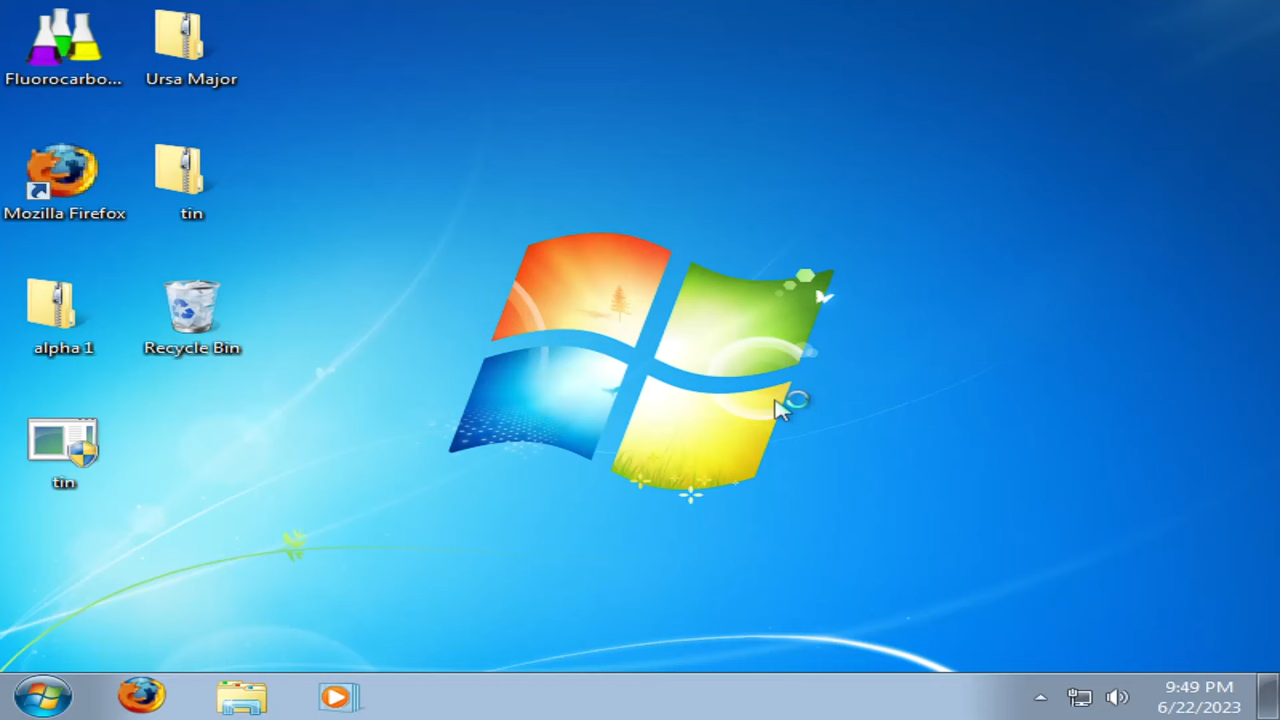 Fluorocarbo...
Ursa Major
Mozilla Firefox
tin
alpha 1
Recycle Bin
tin
9:49 PM
6/22/2023